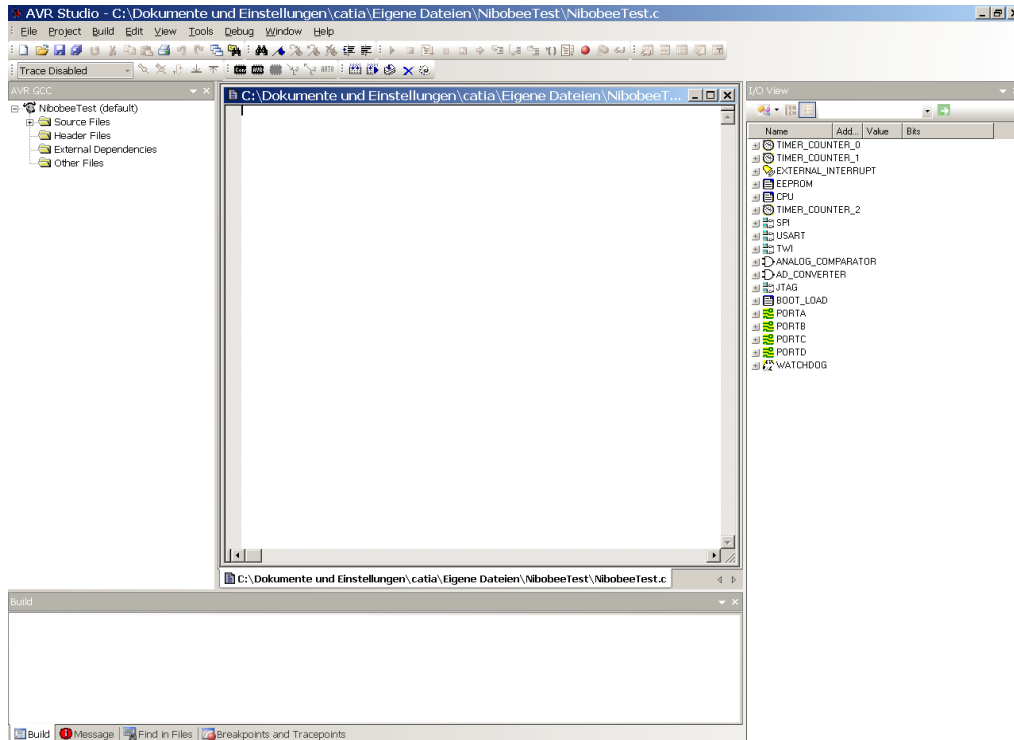 AVR Studio - C:\Dokumente und Einstellungen\catia\Eigene Dateien\NibobeeTest\NibobeeTest.c
File Project Build Edit View Tools Debug Window Help
Trace Disabled
AVR GCC
NibobeeTest (default)
Source Files
Header Files
External Dependencies
Other Files
C:\Dokumente und Einstellungen\catia\Eigene Dateien\NibobeeT...
C:\Dokumente und Einstellungen\catia\Eigene Dateien\NibobeeTest\NibobeeTest.c
I/O View
Name Add... Value Bits
TIMER_COUNTER_0
TIMER_COUNTER_1
EXTERNAL_INTERRUPT
EEPROM
CPU
TIMER_COUNTER_2
SPI
USART
TWI
ANALOG_COMPARATOR
AD_CONVERTER
JTAG
BOOT_LOAD
PORTA
PORTB
PORTC
PORTD
WATCHDOG
Build
Build Message Find in Files Breakpoints and Tracepoints